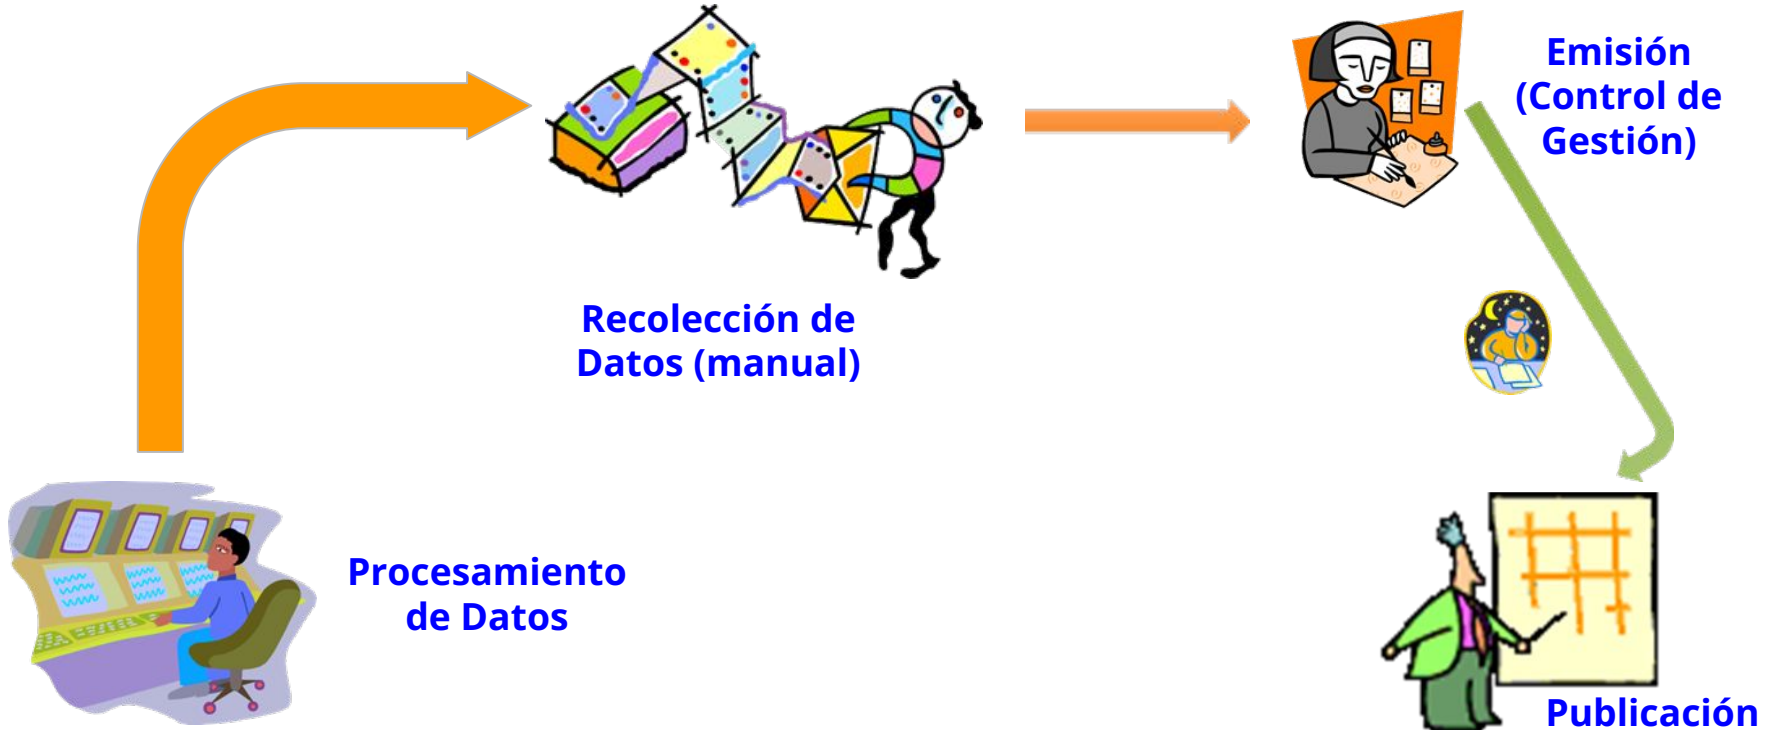 Emisión
(Control de
Gestión)
Recolección de
Datos (manual)
Procesamiento
de Datos
Publicación